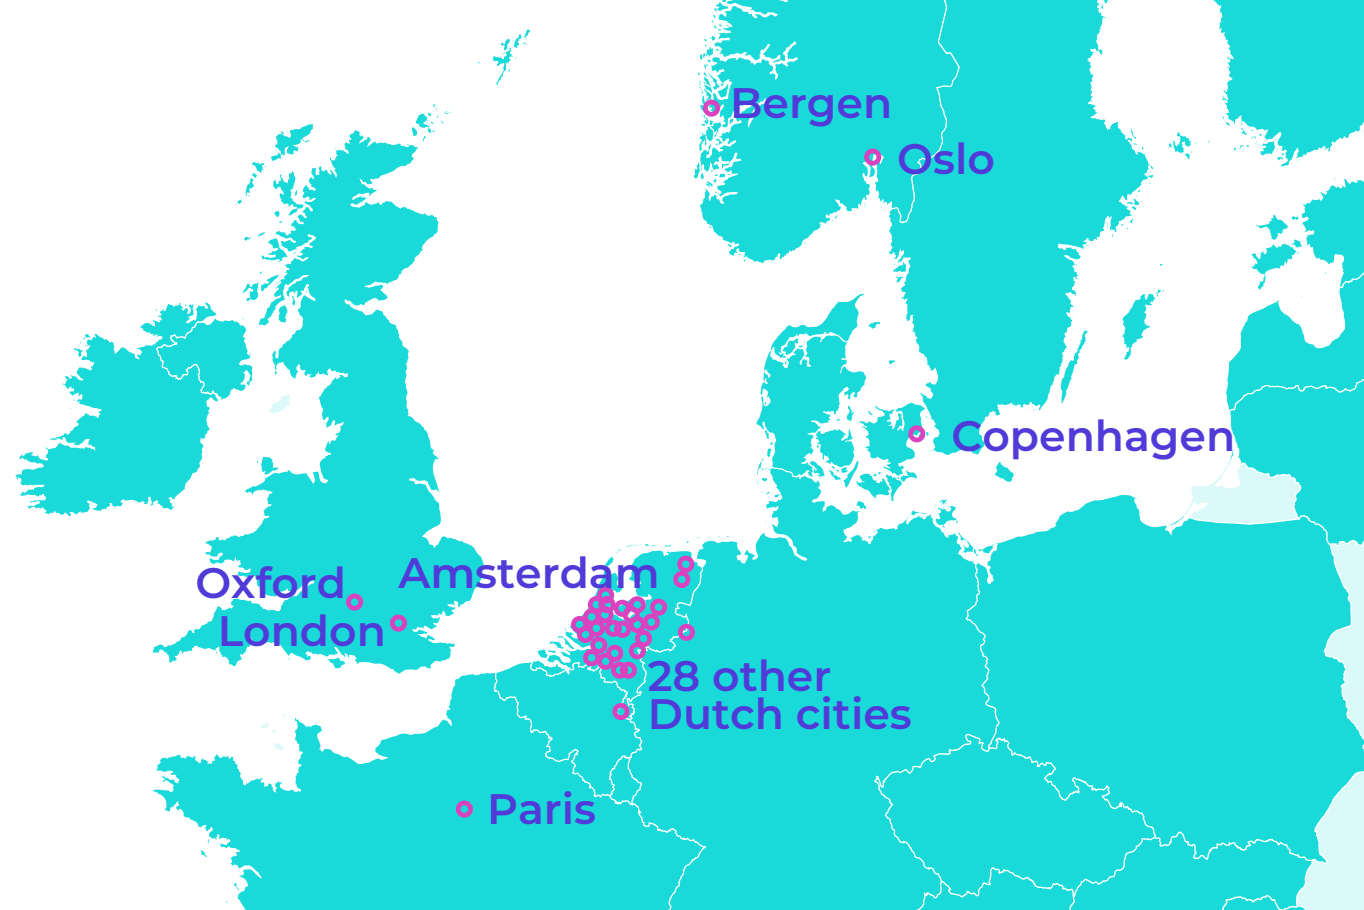 Bergen
Oslo
Copenhagen
Amsterdam
Oxford
London
28 other
Dutch cities
Paris